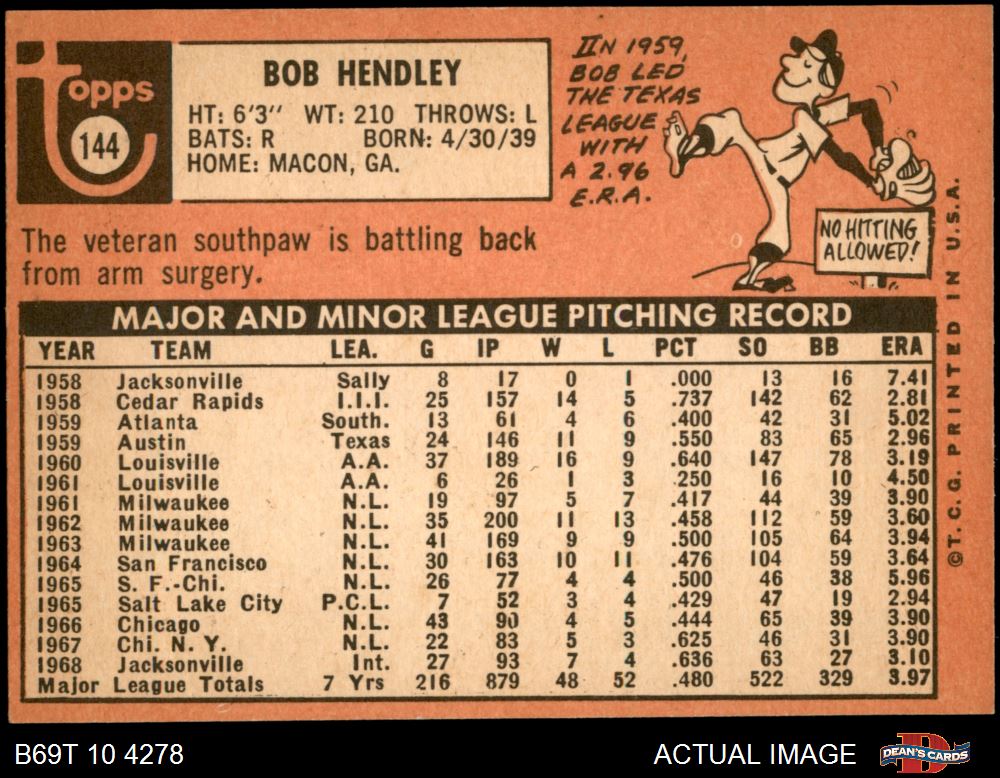 topps
144
BOB HENDLEY
HT: 6'3" WT: 210 THROWS: L
BATS: R BORN: 4/30/39
HOME: MACON, GA.
IN 1959,
BOB LED
THE TEXAS
LEAGUE
WITH
A 2.96
E.R.A.
NO HITTING
ALLOWED!
The veteran southpaw is battling back
from arm surgery.
MAJOR AND MINOR LEAGUE PITCHING RECORD
YEAR TEAM LEA. G IP W L PCT SO BB ERA
1958 Jacksonville Sally 8 17 0 1 .000 13 16 7.41
1958 Cedar Rapids I.I.I. 25 157 14 5 .737 142 62 2.81
1959 Atlanta South. 13 61 4 6 .400 42 31 5.02
1959 Austin Texas 24 146 11 9 .550 83 65 2.96
1960 Louisville A.A. 37 189 16 9 .640 147 78 3.19
1961 Louisville A.A. 6 26 1 3 .250 16 10 4.50
1961 Milwaukee N.L. 19 97 5 7 .417 44 39 3.90
1962 Milwaukee N.L. 35 200 11 13 .458 112 59 3.60
1963 Milwaukee N.L. 41 169 9 9 .500 105 64 3.94
1964 San Francisco N.L. 30 163 10 11 .476 104 59 3.64
1965 S. F.-Chi. N.L. 26 77 4 4 .500 46 38 5.96
1965 Salt Lake City P.C.L. 7 52 3 4 .429 47 19 2.94
1966 Chicago N.L. 43 90 4 5 .444 65 39 3.90
1967 Chi. N. Y. N.L. 22 83 5 3 .625 46 31 3.90
1968 Jacksonville Int. 27 93 7 4 .636 63 27 3.10
Major League Totals 7 Yrs 216 879 48 52 .480 522 329 3.97
©T. C. G. PRINTED IN U.S.A.
B69T 10 4278
ACTUAL IMAGE
DEAN'S CARDS